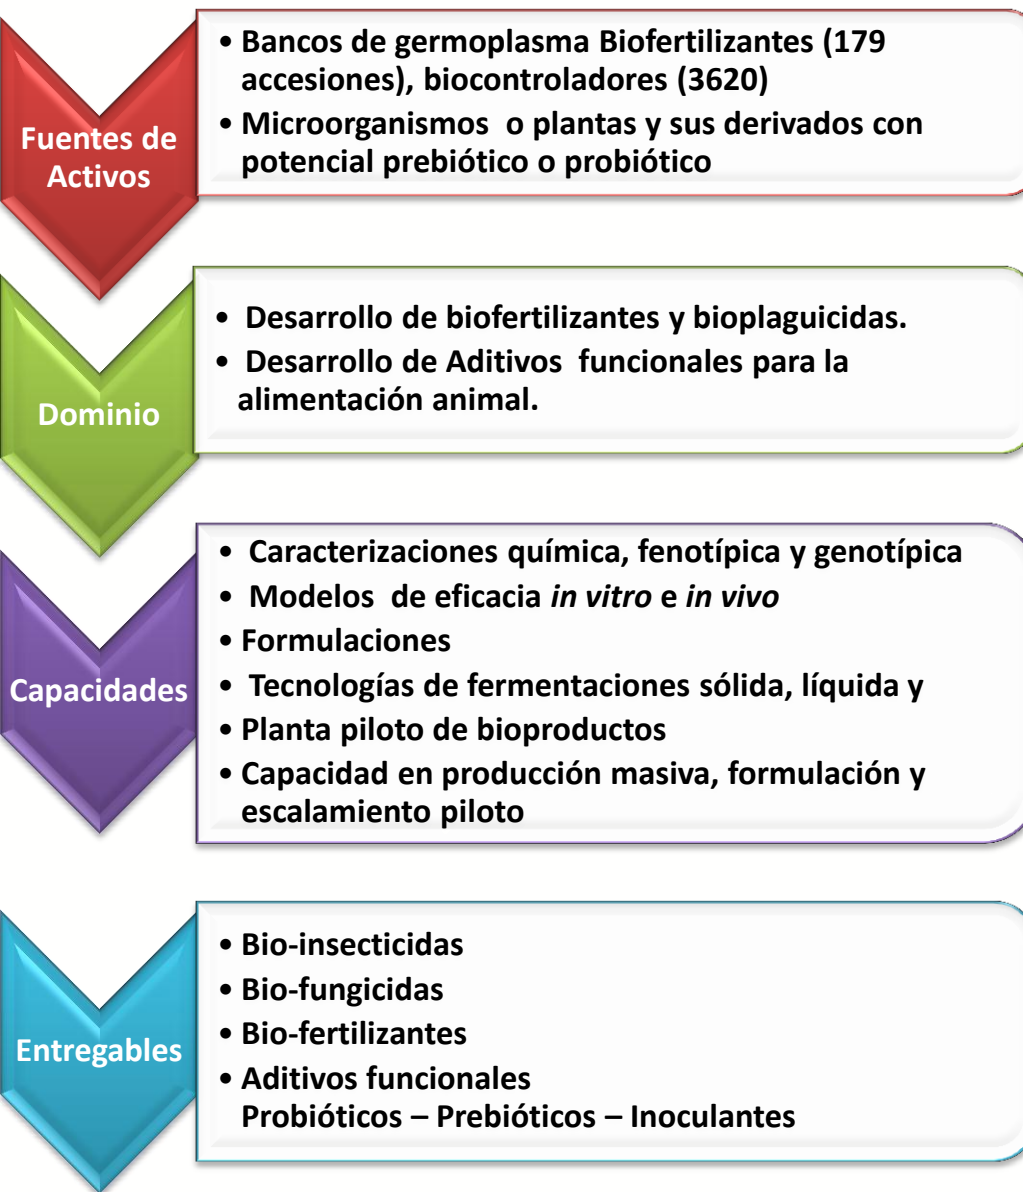 Fuentes de
Activos
• Bancos de germoplasma Biofertilizantes (179
accesiones), biocontroladores (3620)
• Microorganismos o plantas y sus derivados con
potencial prebiótico o probiótico
Dominio
• Desarrollo de biofertilizantes y bioplaguicidas.
• Desarrollo de Aditivos funcionales para la
alimentación animal.
Capacidades
• Caracterizaciones química, fenotípica y genotípica
• Modelos de eficacia in vitro e in vivo
• Formulaciones
• Tecnologías de fermentaciones sólida, líquida y
• Planta piloto de bioproductos
• Capacidad en producción masiva, formulación y
escalamiento piloto
Entregables
• Bio-insecticidas
• Bio-fungicidas
• Bio-fertilizantes
• Aditivos funcionales
Probióticos – Prebióticos – Inoculantes